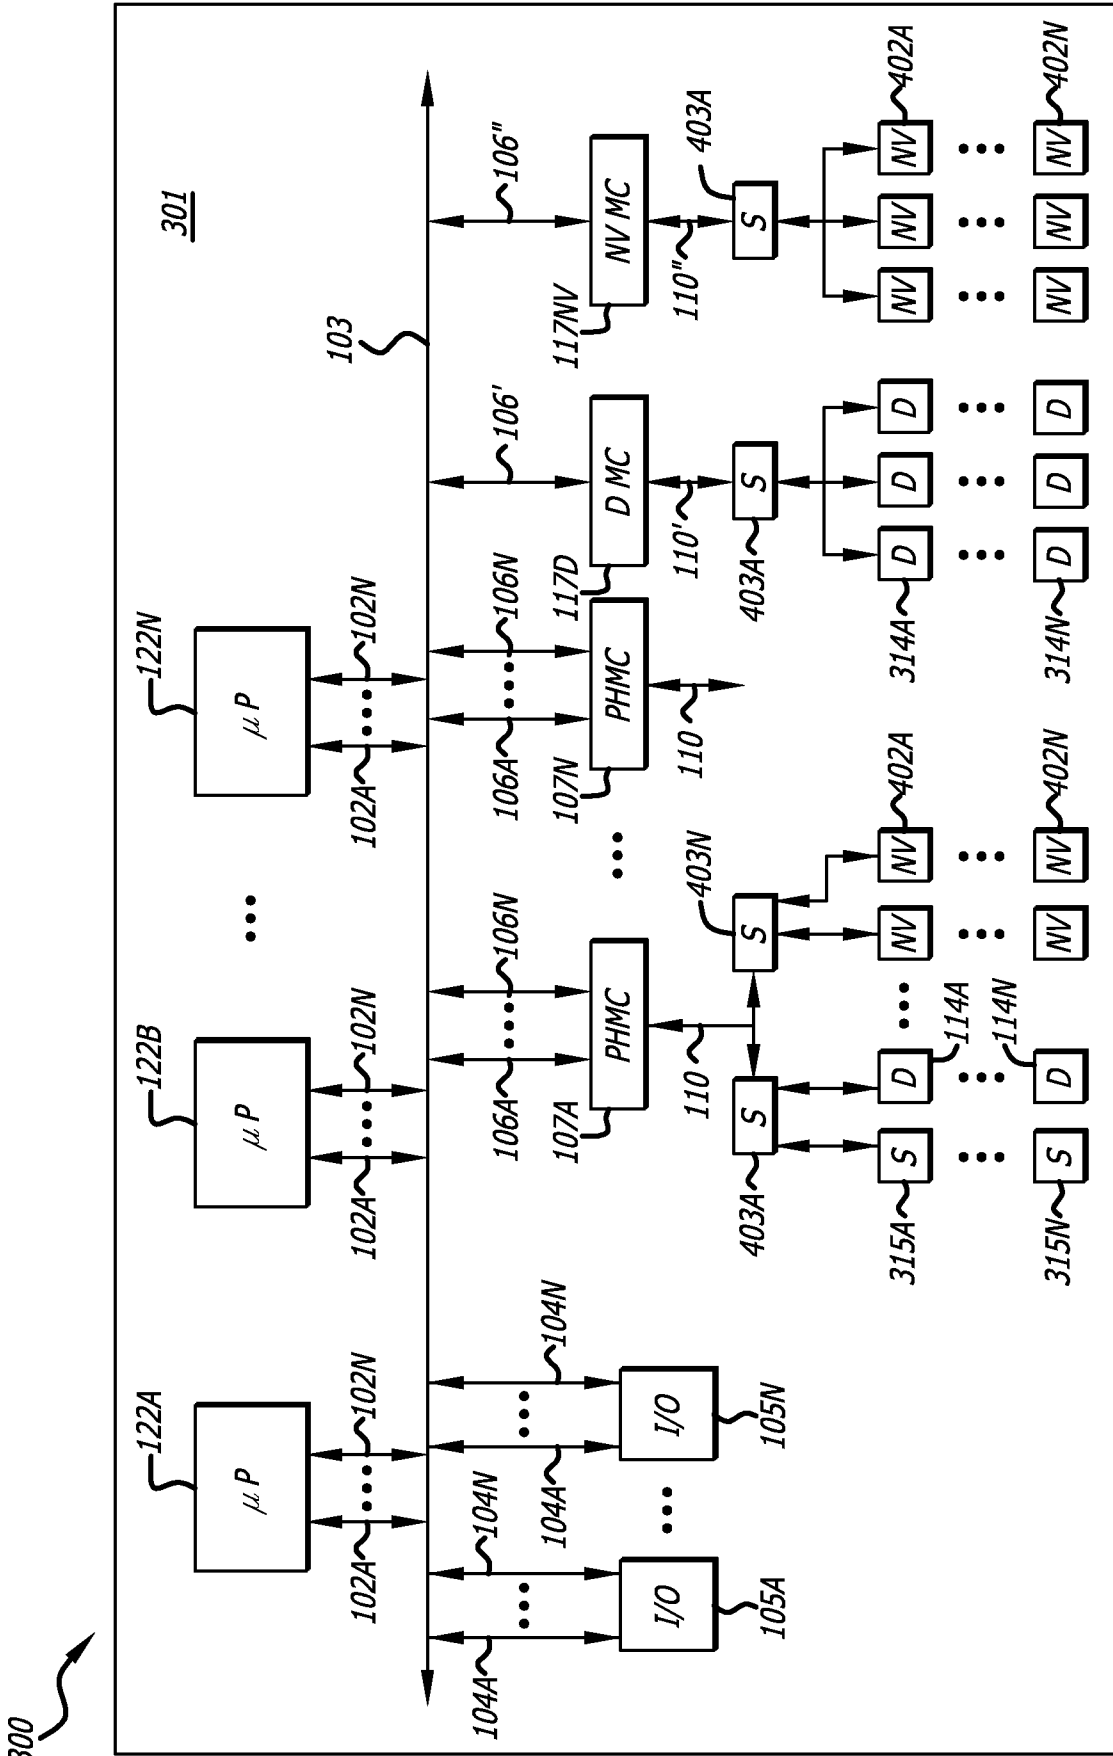 300
122A
122B
122N
301
μP
μP
•••
μP
102A •••• 102N
102A •••• 102N
102A •••• 102N
103
104A ••• 104N
104A ••• 104N
106A •••• 106N
106A •••• 106N
106'
106"
107A
107N
117D
117NV
PHMC
•••
PHMC
D MC
NV MC
I/O
•••
I/O
105A
105N
110
110
110'
110"
403N
403A
S
S
S
S
403A
403A
315A
S
D
••••
NV
NV
402A
314A
D
D
D
NV
NV
NV
402A
114A
•••
•••
•••
•••
•••
•••
•••
•••
•••
•••
114N
315N
S
D
NV
NV
402N
314N
D
D
D
NV
NV
NV
402N